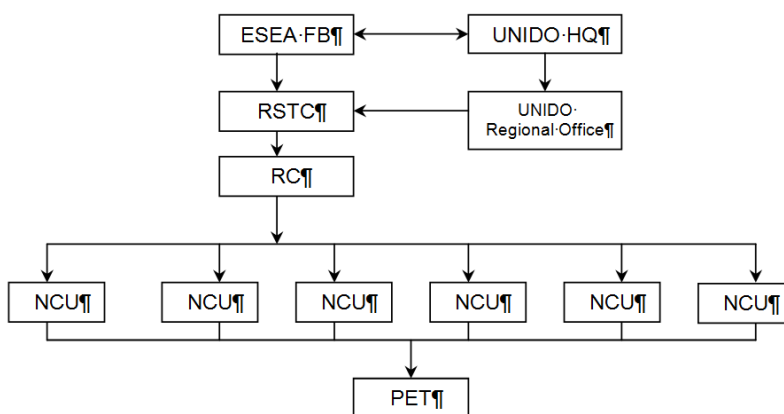 ESEA·FB¶
UNIDO·HQ¶
RSTC¶
UNIDO·
Regional·Office¶
RC¶
NCU¶
NCU¶
NCU¶
NCU¶
NCU¶
NCU¶
PET¶